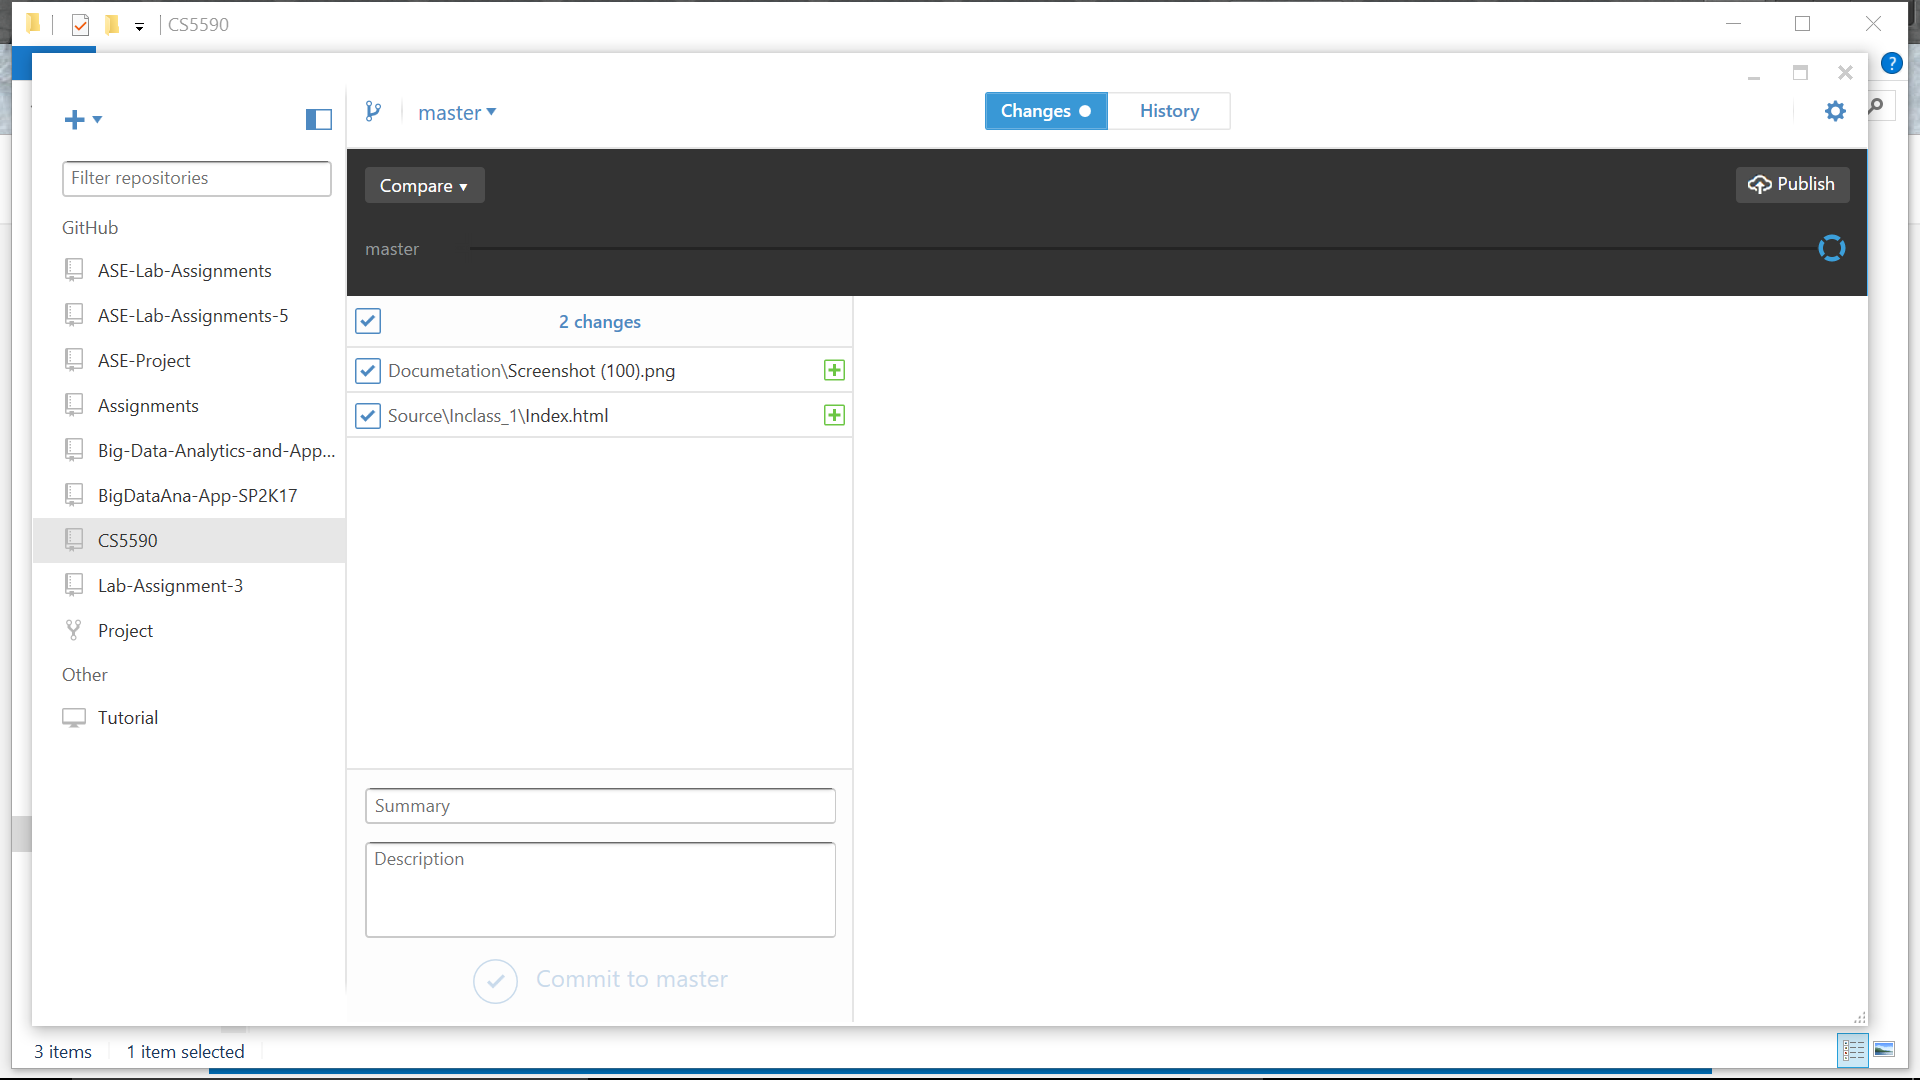 CS5590
?
master
Changes
History
Filter repositories
Compare
Publish
GitHub
master
ASE-Lab-Assignments
ASE-Lab-Assignments-5
ASE-Project
Assignments
Big-Data-Analytics-and-App...
BigDataAna-App-SP2K17
CS5590
Lab-Assignment-3
Project
Other
Tutorial
2 changes
Documetation\Screenshot (100).png
Source\Inclass_1\Index.html
Summary
Description
Commit to master
3 items 1 item selected